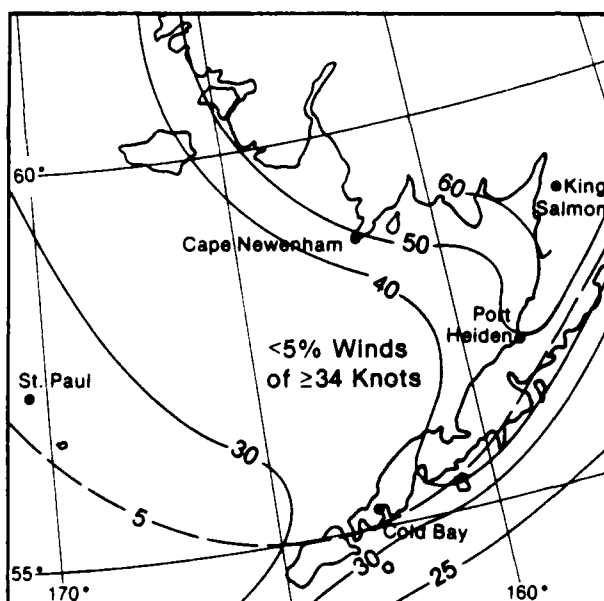 60°
60
King
Salmon
Cape Newenham
50
40
Port
Heiden
<5% Winds
of ≥34 Knots
St. Paul
30
5
Cold Bay
30
25
55°
170°
160°